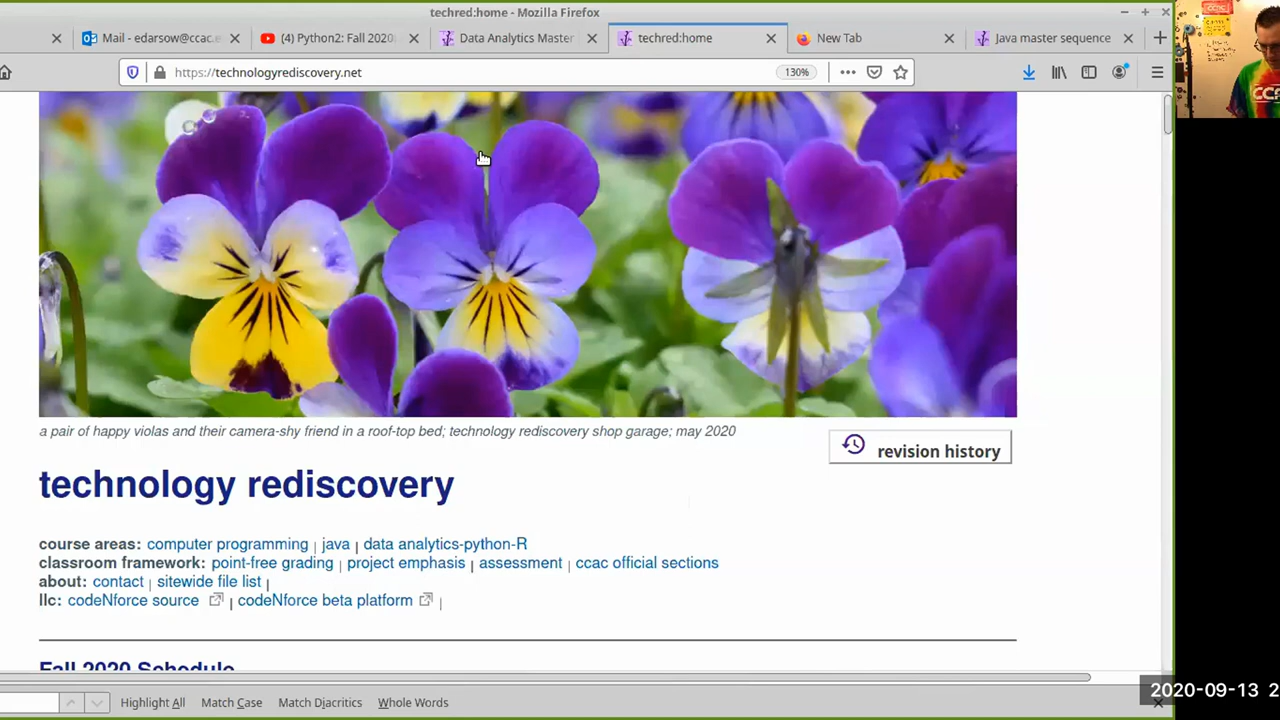 techred:home - Mozilla Firefox
Mail - edarsow@ccac.e
(4) Python2: Fall 2020
Data Analytics Master
techred:home
New Tab
Java master sequence
https://technologyrediscovery.net
130%
a pair of happy violas and their camera-shy friend in a roof-top bed; technology rediscovery shop garage; may 2020
revision history
technology rediscovery
course areas: computer programming | java | data analytics-python-R
classroom framework: point-free grading | project emphasis | assessment | ccac official sections
about: contact | sitewide file list |
llc: codeNforce source | codeNforce beta platform |
Fall 2020 Schedule
Highlight All
Match Case
Match Diacritics
Whole Words
2020-09-13 2